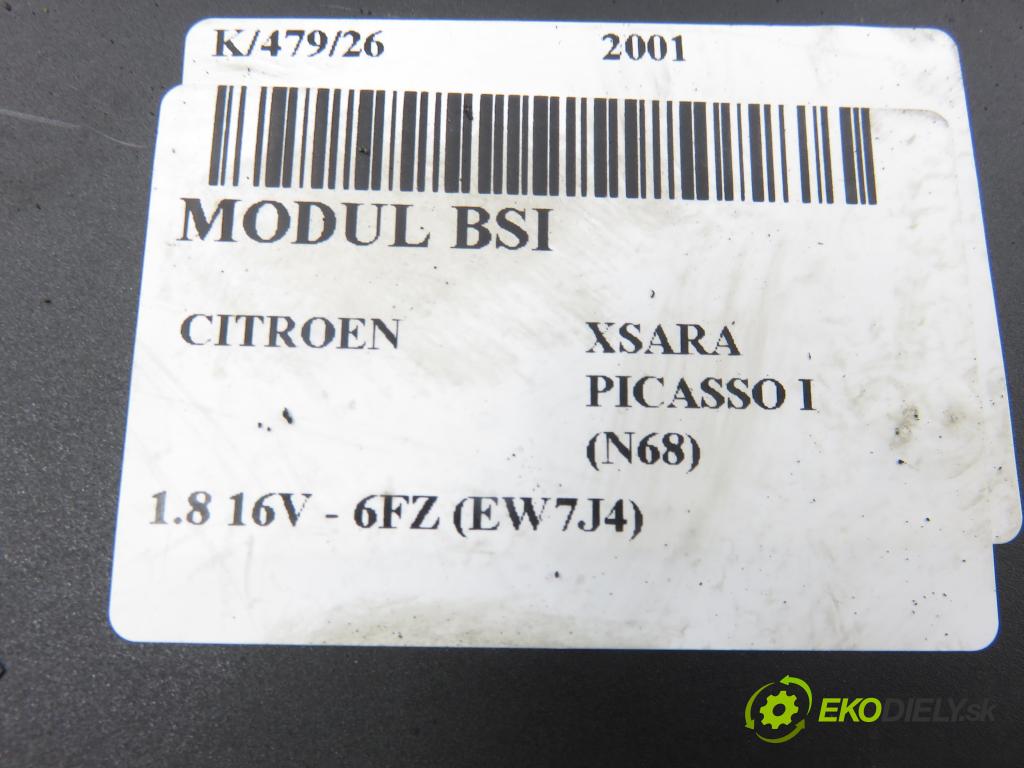 K/479/26 2001
MODUL BSI
CITROEN XSARA
PICASSO I
(N68)
1.8 16V - 6FZ (EW7J4)
EKODIELY.sk